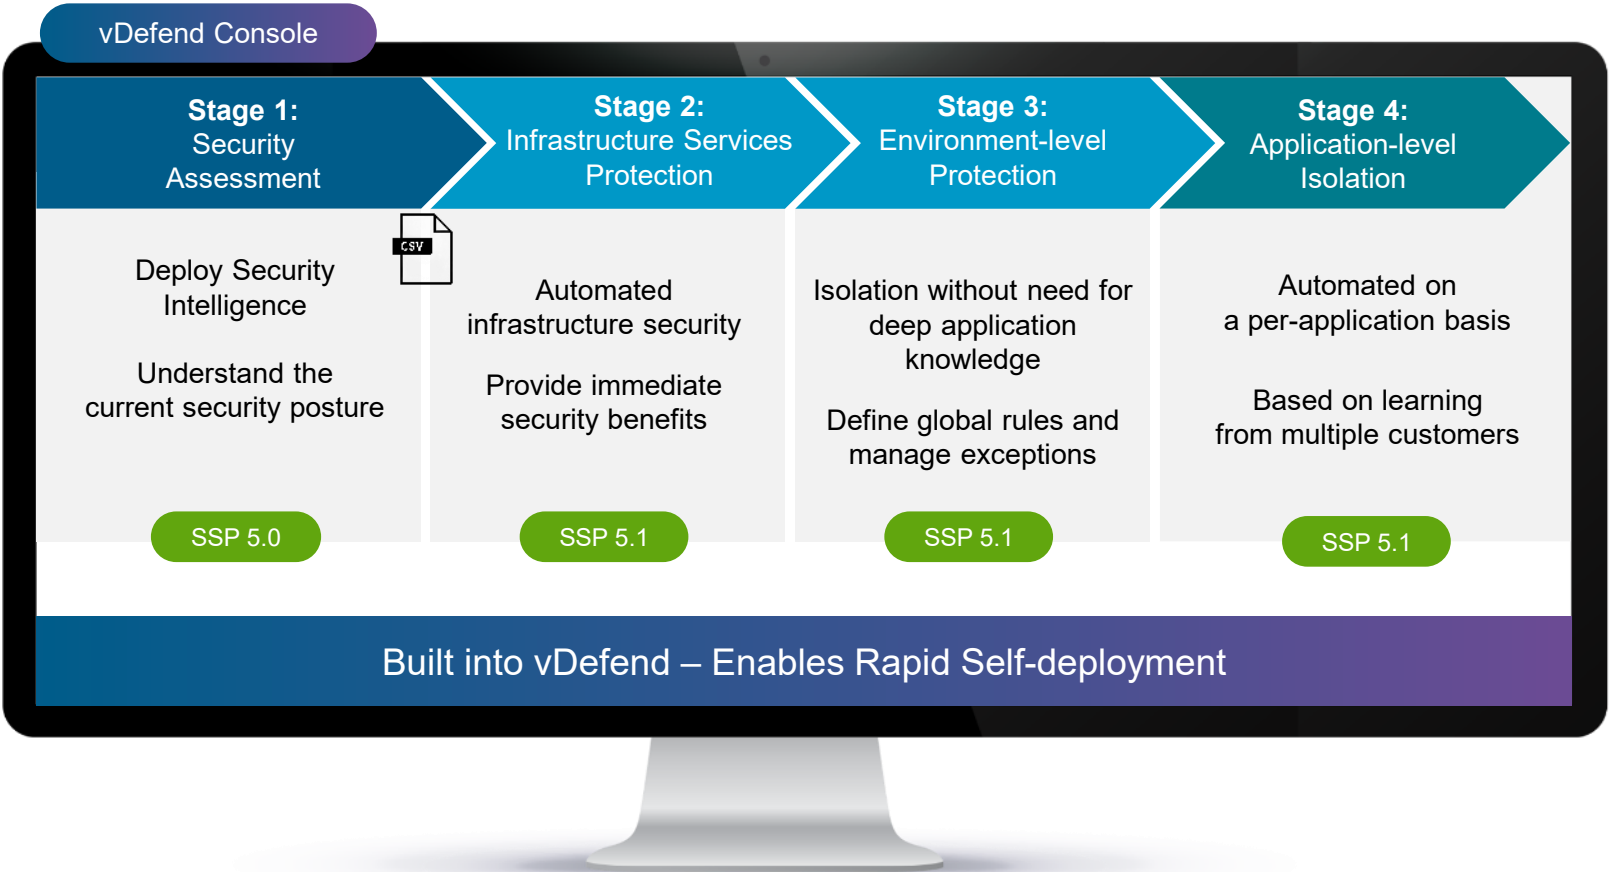 vDefend Console
Stage 1:
Security
Assessment
Stage 2:
Infrastructure Services
Protection
Stage 3:
Environment-level
Protection
Stage 4:
Application-level
Isolation
Deploy Security
Intelligence
Understand the
current security posture
CSV
Automated
infrastructure security
Provide immediate
security benefits
Isolation without need for
deep application
knowledge
Define global rules and
manage exceptions
Automated on
a per-application basis
Based on learning
from multiple customers
SSP 5.0
SSP 5.1
SSP 5.1
SSP 5.1
Built into vDefend – Enables Rapid Self-deployment